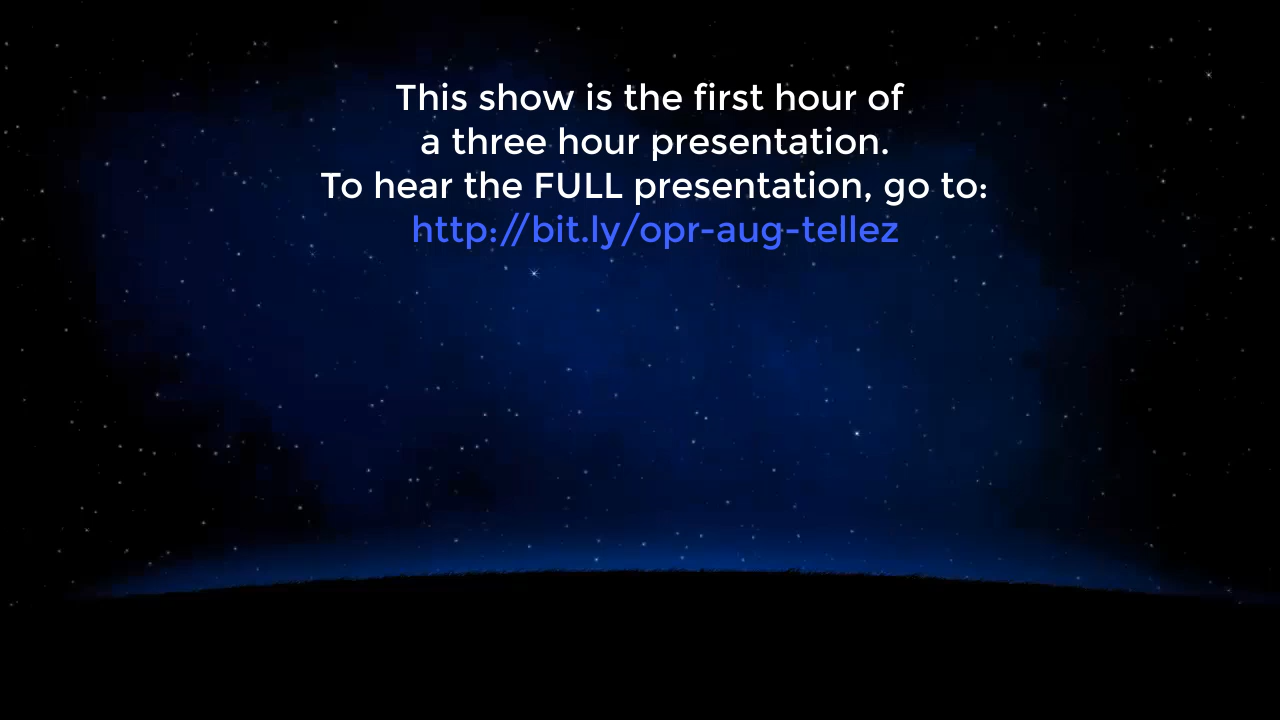 This show is the first hour of
a three hour presentation.
To hear the FULL presentation, go to:
http://bit.ly/opr-aug-tellez